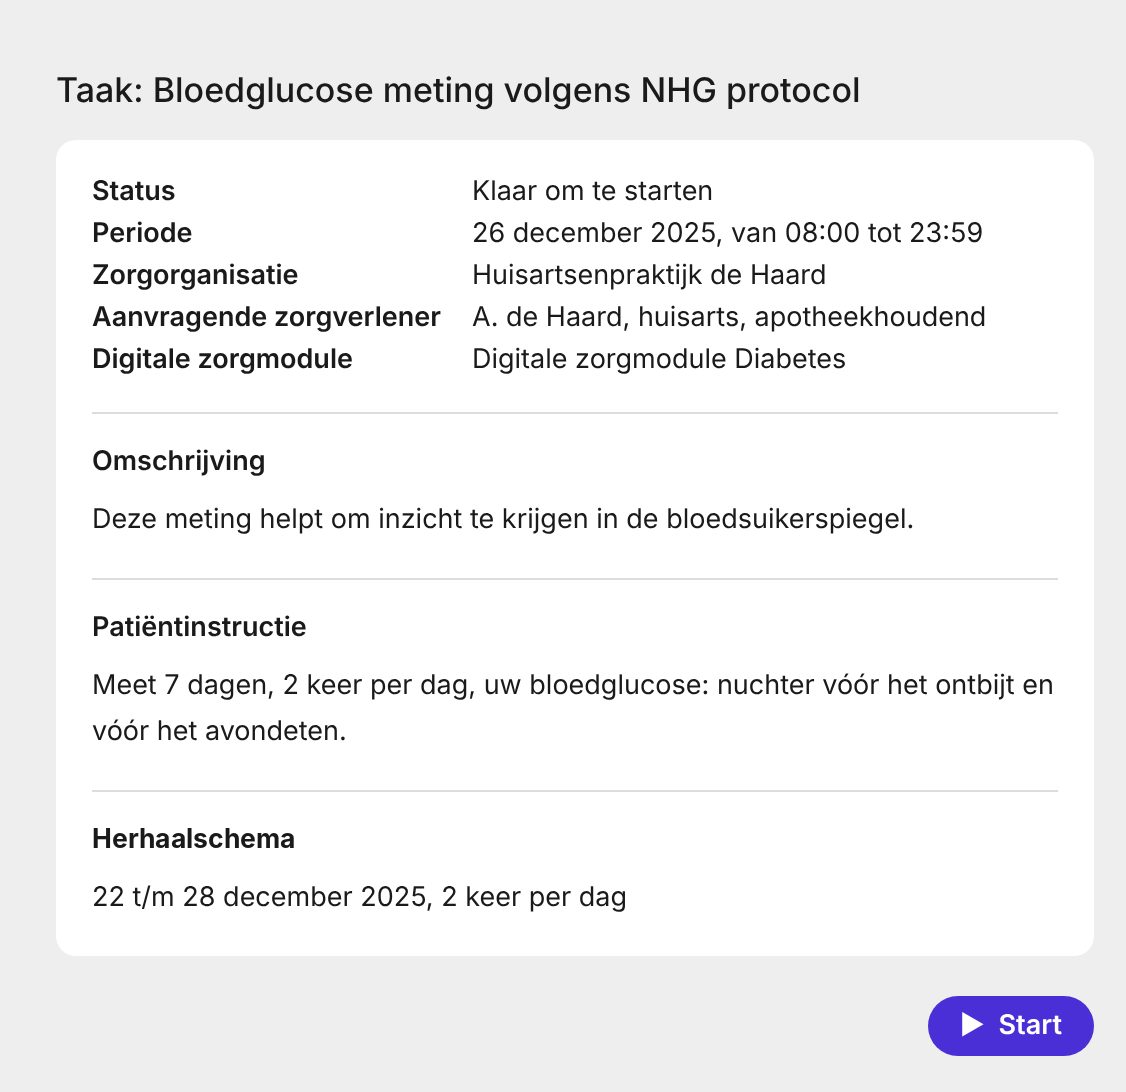 Taak: Bloedglucose meting volgens NHG protocol
Status Klaar om te starten
Periode 26 december 2025, van 08:00 tot 23:59
Zorgorganisatie Huisartsenpraktijk de Haard
Aanvragende zorgverlener A. de Haard, huisarts, apotheekhoudend
Digitale zorgmodule Digitale zorgmodule Diabetes
Omschrijving
Deze meting helpt om inzicht te krijgen in de bloedsuikerspiegel.
Patiëntinstructie
Meet 7 dagen, 2 keer per dag, uw bloedglucose: nuchter vóór het ontbijt en
vóór het avondeten.
Herhaalschema
22 t/m 28 december 2025, 2 keer per dag
Start